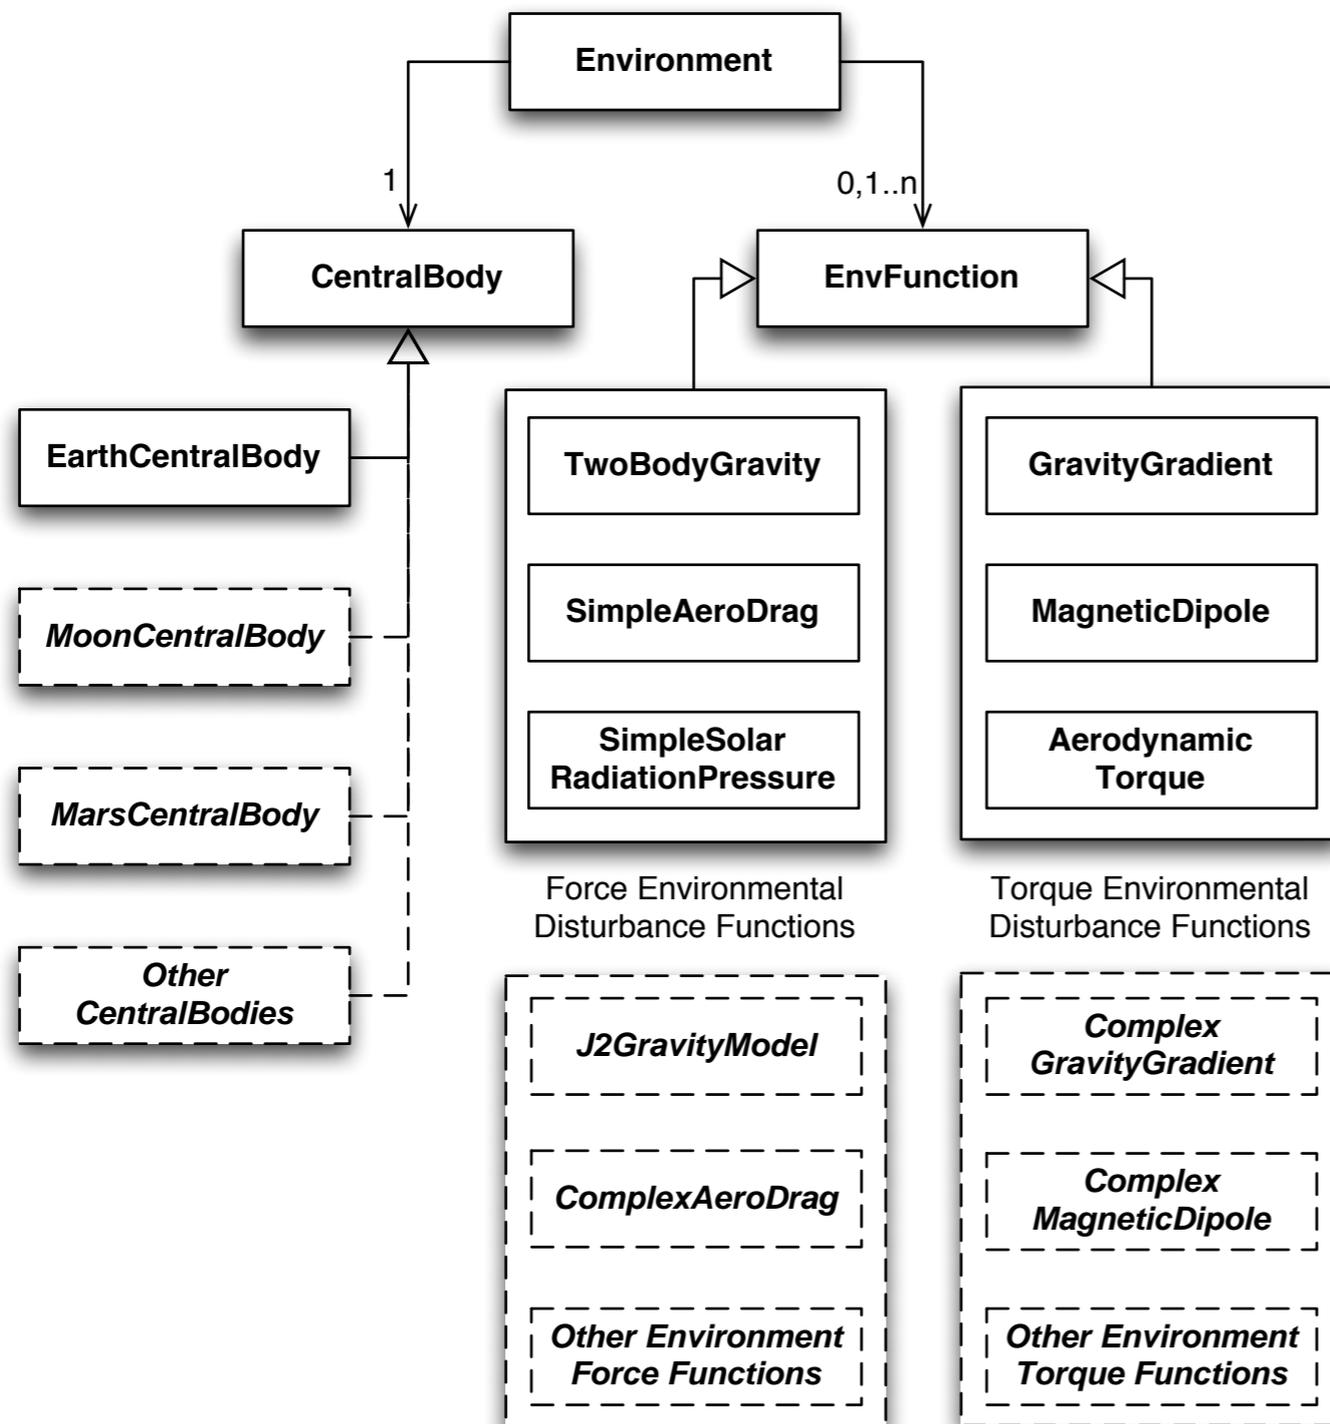 Environment
1
0,1..n
CentralBody
EnvFunction
EarthCentralBody
MoonCentralBody
MarsCentralBody
Other
CentralBodies
TwoBodyGravity
SimpleAeroDrag
SimpleSolar
RadiationPressure
Force Environmental
Disturbance Functions
J2GravityModel
ComplexAeroDrag
Other Environment
Force Functions
GravityGradient
MagneticDipole
Aerodynamic
Torque
Torque Environmental
Disturbance Functions
Complex
GravityGradient
Complex
MagneticDipole
Other Environment
Torque Functions